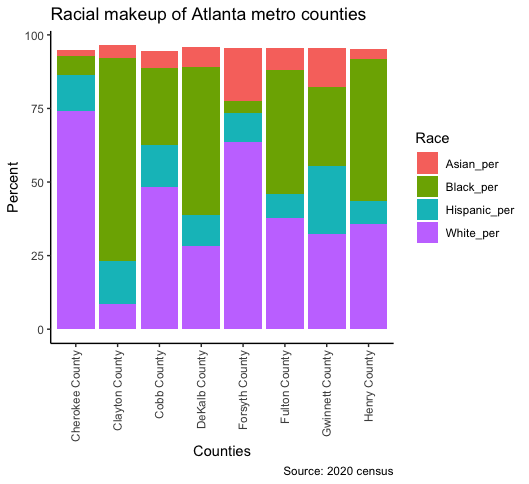 Racial makeup of Atlanta metro counties
100
75
50
25
0
Percent
Cherokee County
Clayton County
Cobb County
DeKalb County
Forsyth County
Fulton County
Gwinnett County
Henry County
Counties
Race
Asian_per
Black_per
Hispanic_per
White_per
Source: 2020 census